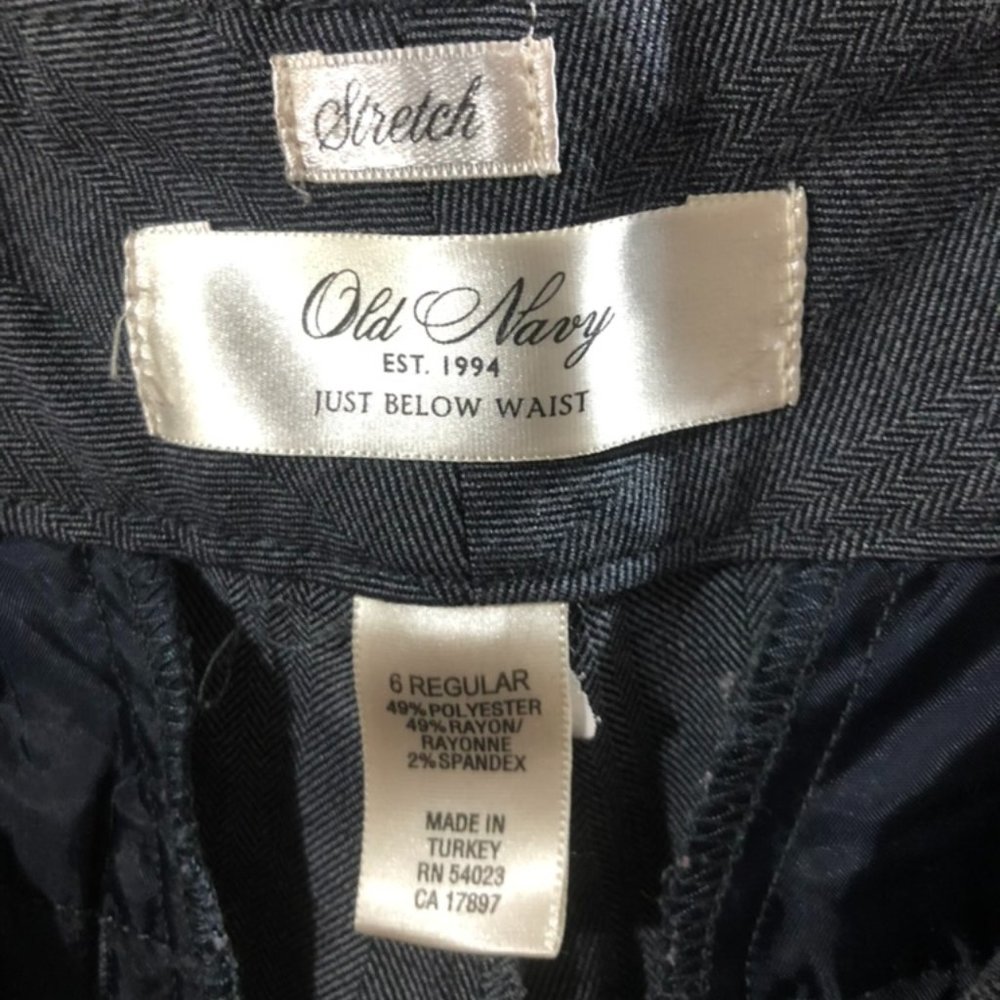 Stretch
Old Navy
EST. 1994
JUST BELOW WAIST
6 REGULAR
49% POLYESTER
49% RAYON/
RAYONNE
2% SPANDEX
MADE IN
TURKEY
RN 54023
CA 17897